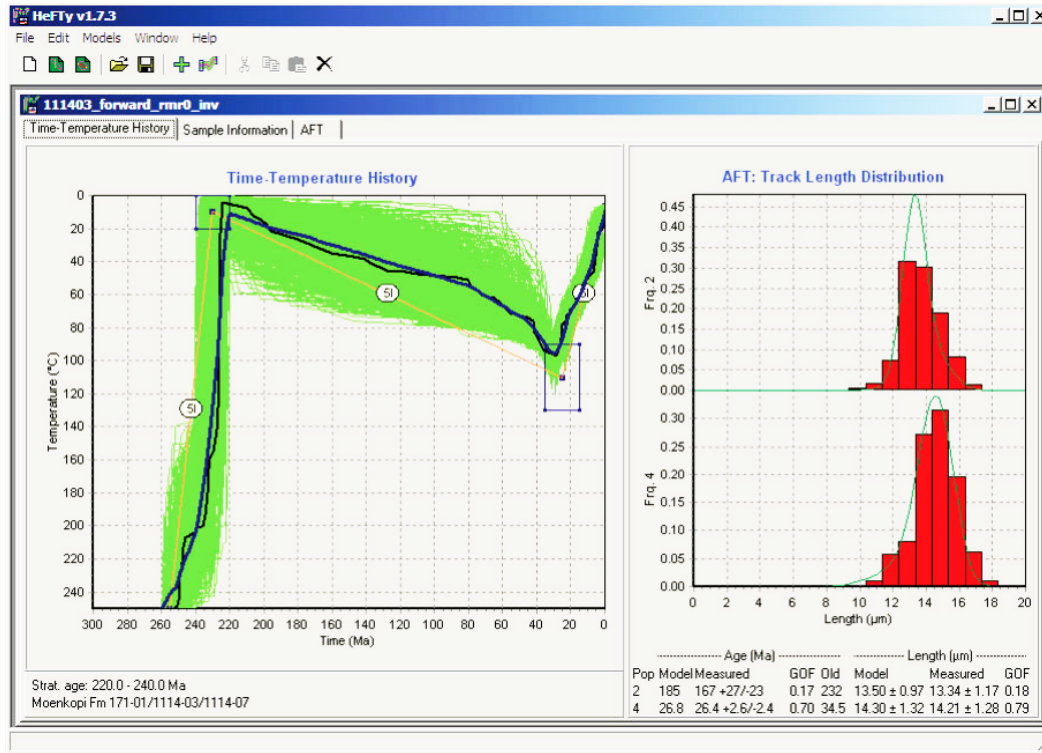 HeFTy v1.7.3
File Edit Models Window Help
111403_forward_rmr0_inv
Time-Temperature History Sample Information AFT
Time-Temperature History
0
20
40
60
80
100
120
140
160
180
200
220
240
Temperature (°C)
5I
5I
5I
300 280 260 240 220 200 180 160 140 120 100 80 60 40 20 0
Time (Ma)
Strat. age: 220.0 - 240.0 Ma
Moenkopi Fm 171-01/1114-03/1114-07
AFT: Track Length Distribution
0.45
0.40
0.35
0.30
0.25
0.20
0.15
0.10
0.05
0.00
Frq. 2
0.30
0.25
0.20
0.15
0.10
0.05
0.00
Frq. 4
0 2 4 6 8 10 12 14 16 18 20
Length (µm)
Age (Ma) Length (µm)
Pop Model Measured GOF Old Model Measured GOF
2 185 167 +27/-23 0.17 232 13.50 ± 0.97 13.34 ± 1.17 0.18
4 26.8 26.4 +2.6/-2.4 0.70 34.5 14.30 ± 1.32 14.21 ± 1.28 0.79